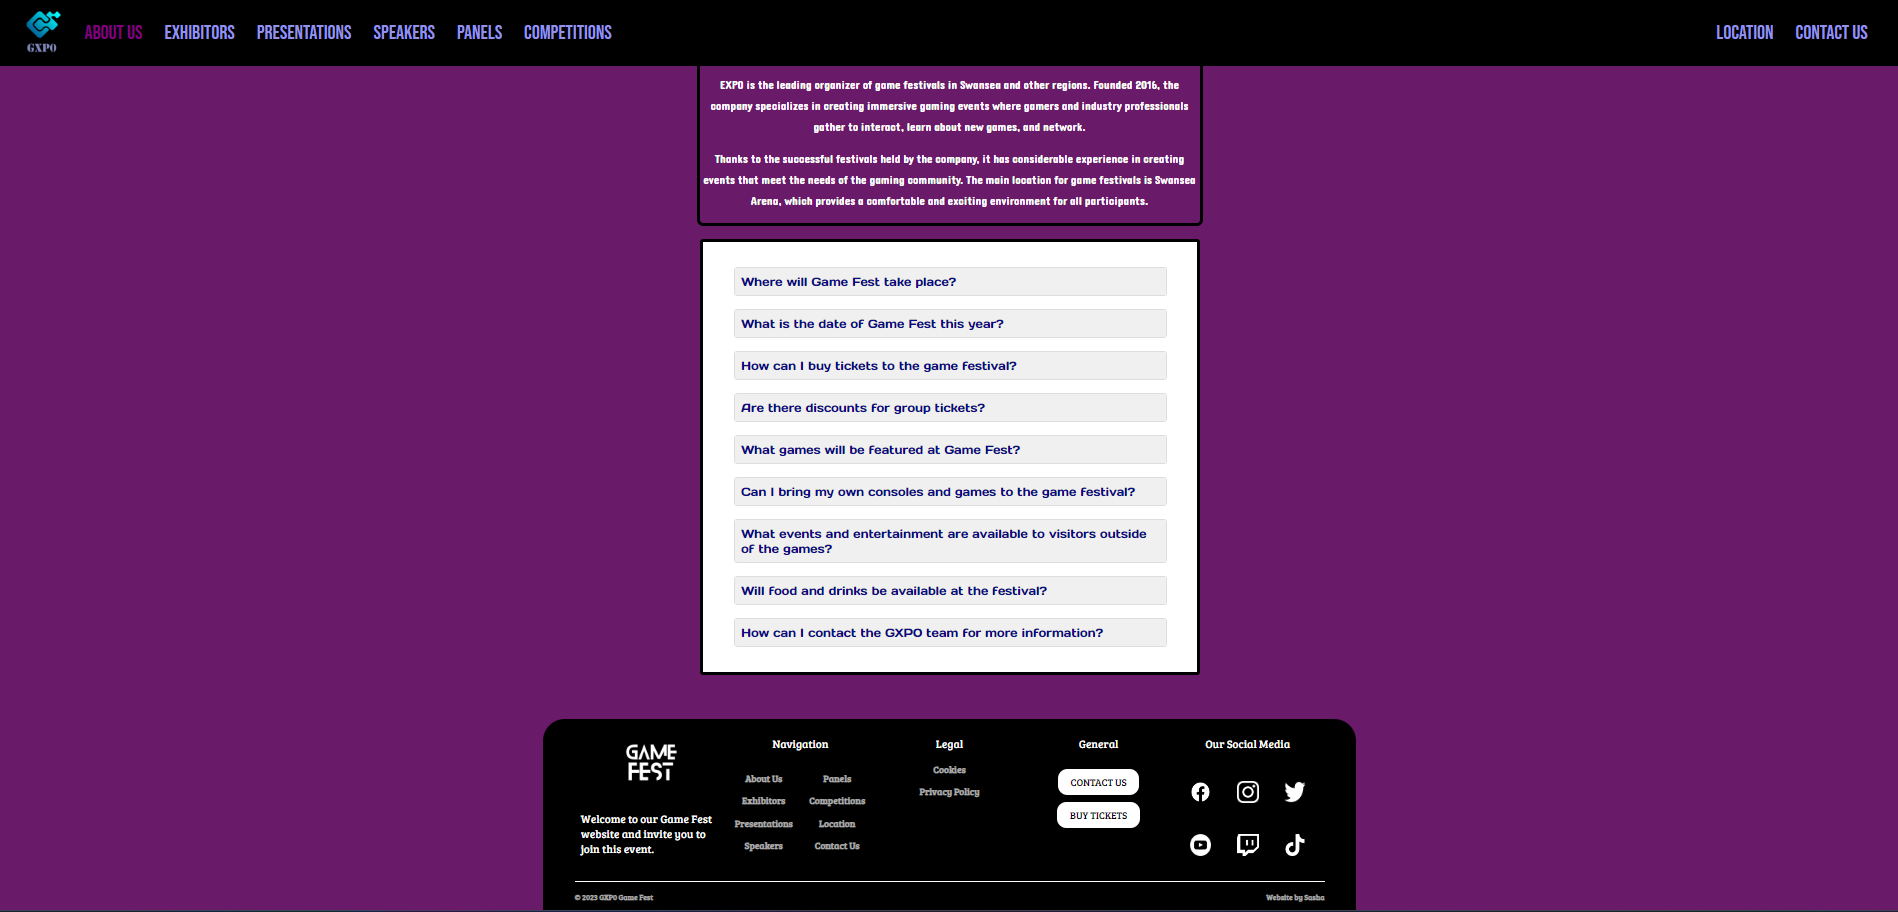 GXPO
ABOUT US
EXHIBITORS
PRESENTATIONS
SPEAKERS
PANELS
COMPETITIONS
LOCATION
CONTACT US
EXPO is the leading organizer of game festivals in Swansea and other regions. Founded 2016, the
company specializes in creating immersive gaming events where gamers and industry professionals
gather to interact, learn about new games, and network.
Thanks to the successful festivals held by the company, it has considerable experience in creating
events that meet the needs of the gaming community. The main location for game festivals is Swansea
Arena, which provides a comfortable and exciting environment for all participants.
Where will Game Fest take place?
What is the date of Game Fest this year?
How can I buy tickets to the game festival?
Are there discounts for group tickets?
What games will be featured at Game Fest?
Can I bring my own consoles and games to the game festival?
What events and entertainment are available to visitors outside
of the games?
Will food and drinks be available at the festival?
How can I contact the GXPO team for more information?
GAME
FEST
Welcome to our Game Fest
website and invite you to
join this event.
Navigation
About Us
Exhibitors
Presentations
Speakers
Panels
Competitions
Location
Contact Us
Legal
Cookies
Privacy Policy
General
CONTACT US
BUY TICKETS
Our Social Media
© 2023 GXPO Game Fest
Website by Sasha